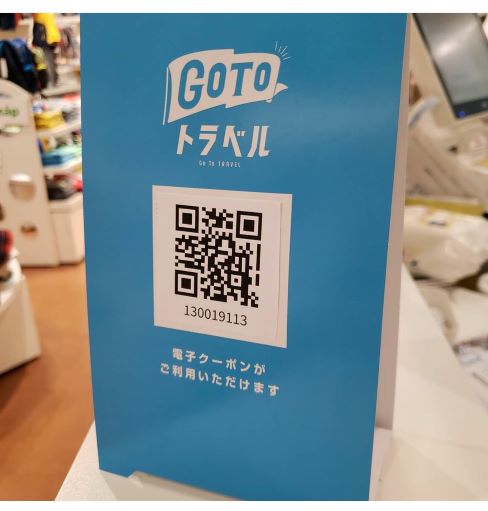 GOTO
トラベル
Go To TRAVEL
130019113
電子クーポンが
ご利用いただけます